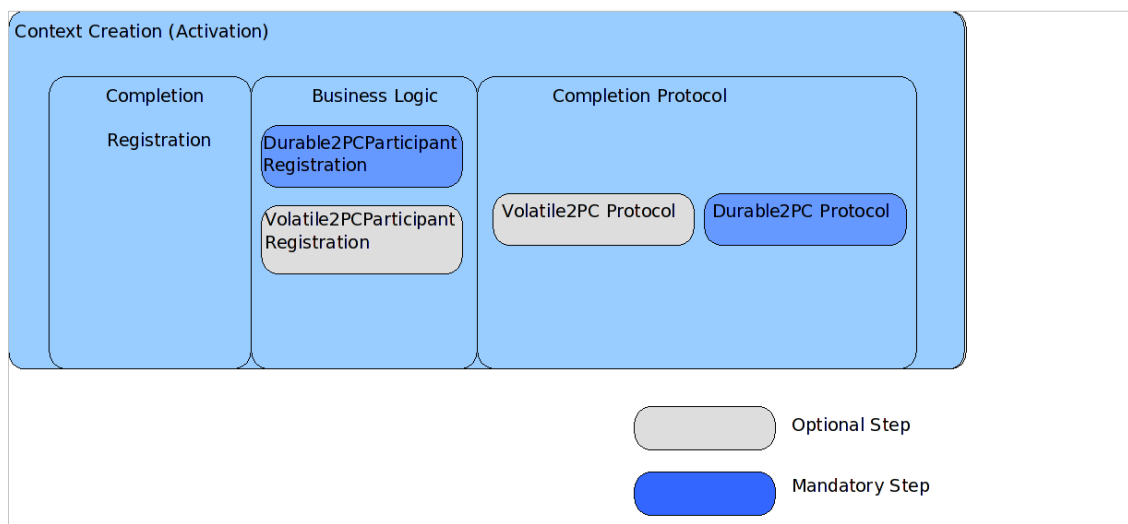 Context Creation (Activation)
Completion
Registration
Business Logic
Durable2PCParticipant
Registration
Volatile2PCParticipant
Registration
Completion Protocol
Volatile2PC Protocol
Durable2PC Protocol
Optional Step
Mandatory Step